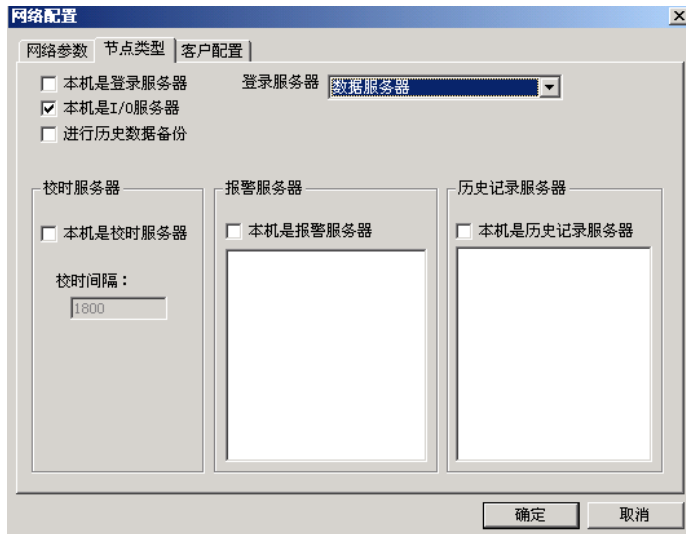 网络配置
网络参数 节点类型 客户配置
本机是登录服务器 登录服务器 数据服务器
本机是I/O服务器
进行历史数据备份
校时服务器 报警服务器 历史记录服务器
本机是校时服务器 本机是报警服务器 本机是历史记录服务器
校时间隔：
1800
确定 取消